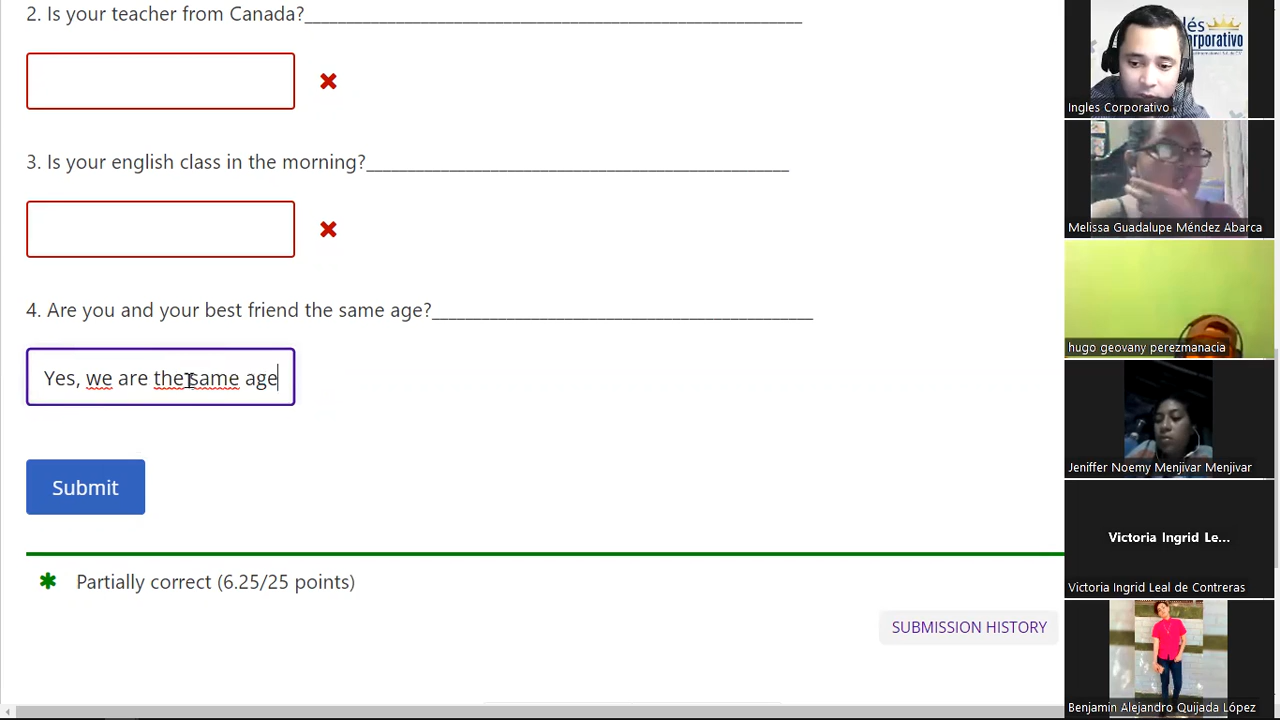 2. Is your teacher from Canada?
3. Is your english class in the morning?
4. Are you and your best friend the same age?
Yes, we are the same age
Submit
Partially correct (6.25/25 points)
SUBMISSION HISTORY
Ingles Corporativo
Melissa Guadalupe Méndez Abarca
hugo geovany perezmanacia
Jeniffer Noemy Menjivar Menjivar
Victoria Ingrid Le...
Victoria Ingrid Leal de Contreras
Benjamin Alejandro Quijada López